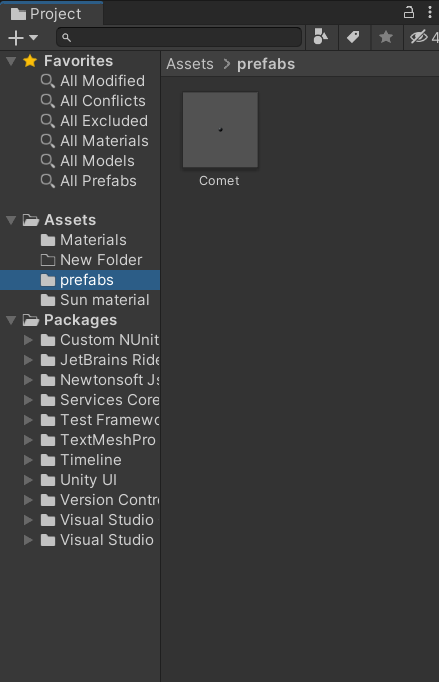 Project
4
Favorites
Assets > prefabs
All Modified
All Conflicts
All Excluded
All Materials
All Models
All Prefabs
Comet
Assets
Materials
New Folder
prefabs
Sun material
Packages
Custom NUnit
JetBrains Ride
Newtonsoft Js
Services Core
Test Framewo
TextMeshPro
Timeline
Unity UI
Version Contr
Visual Studio
Visual Studio